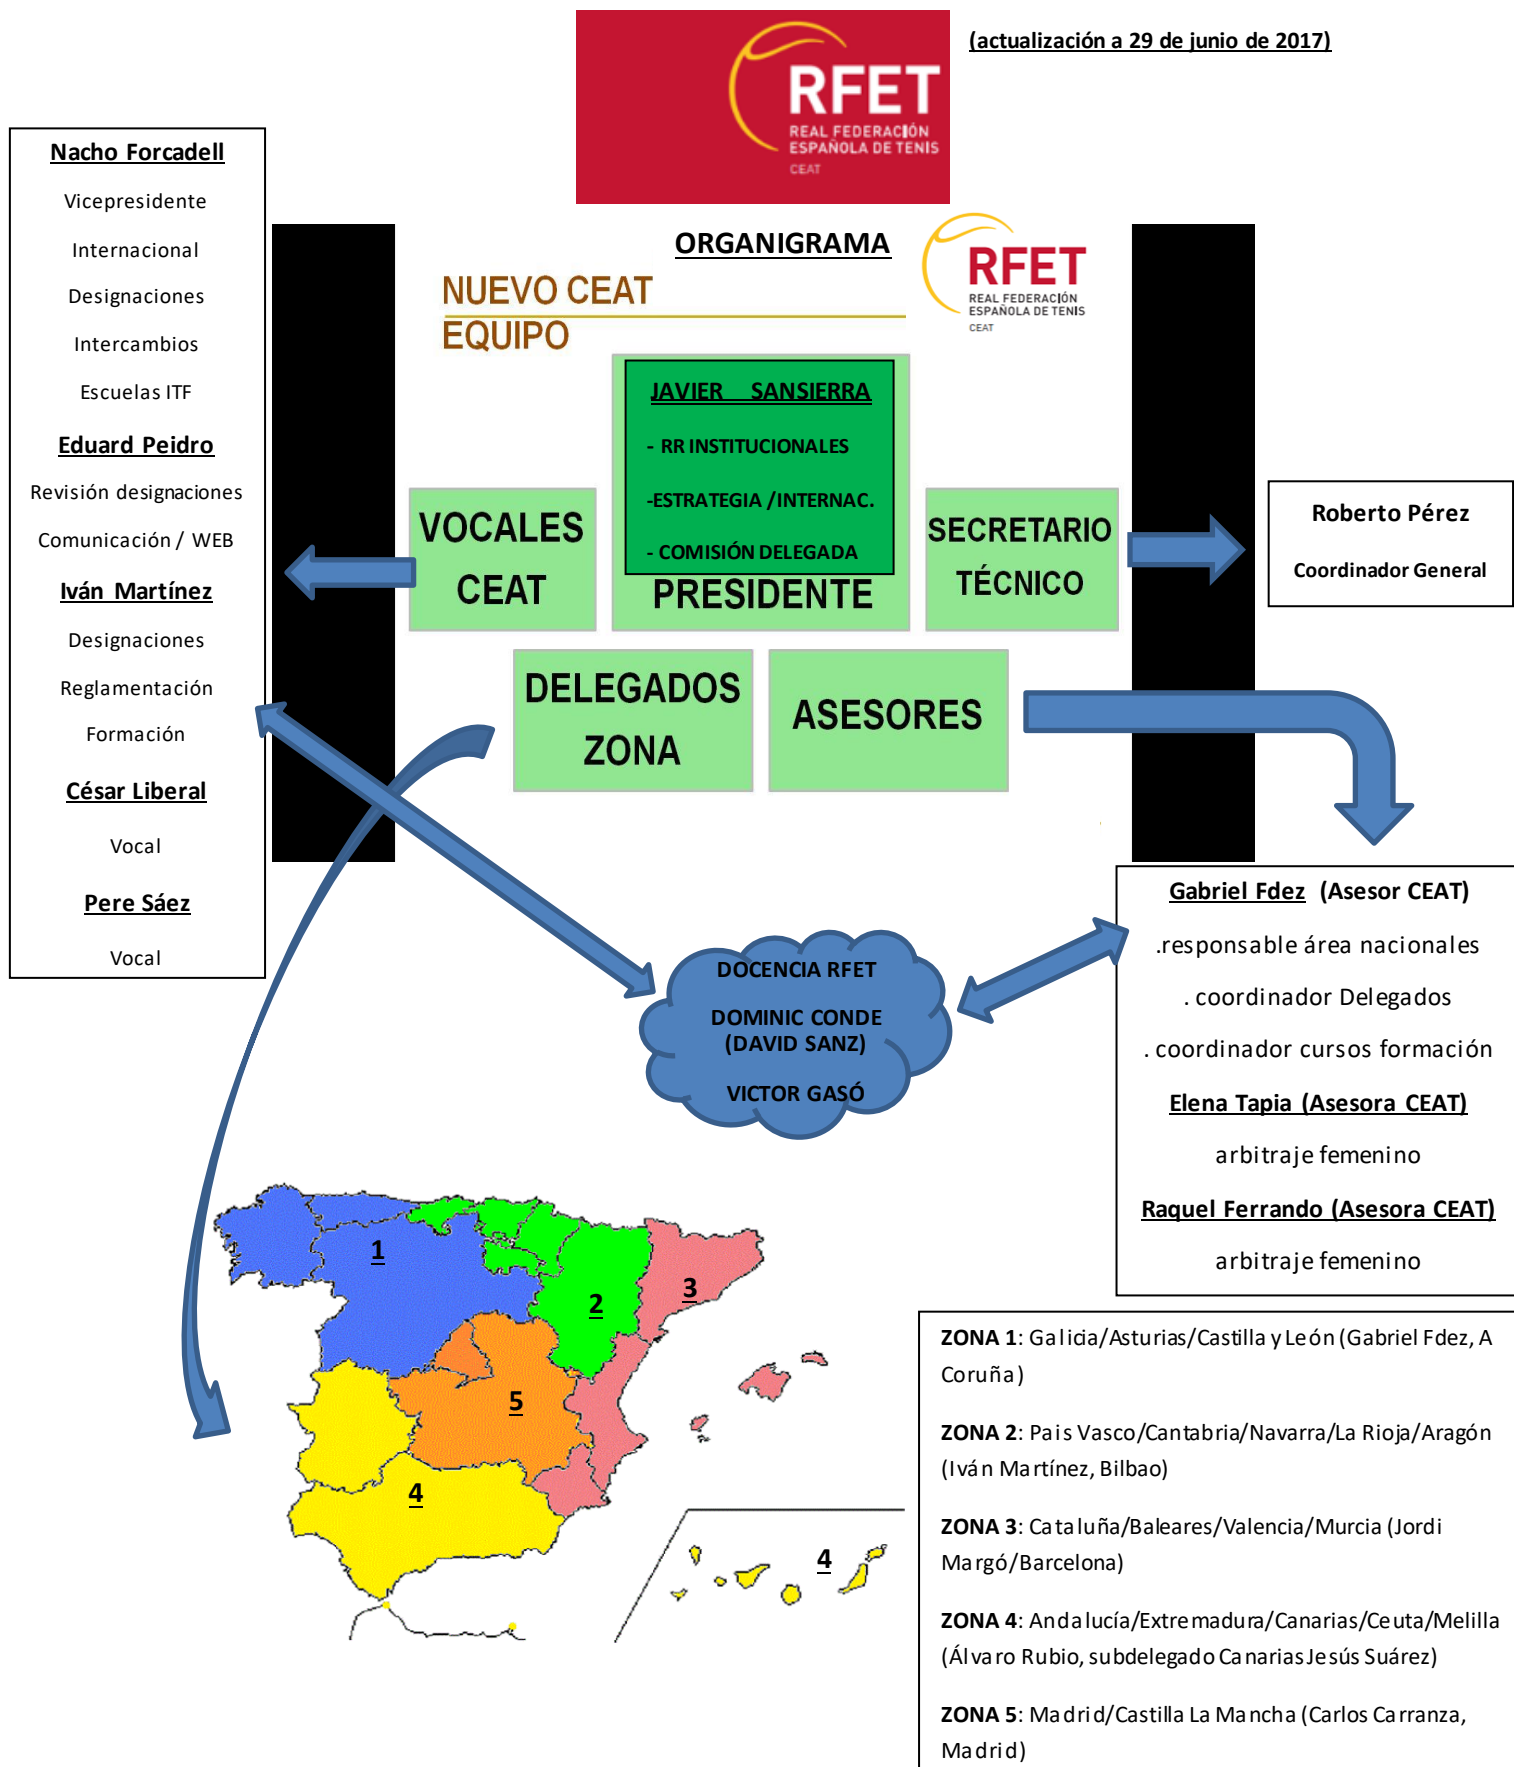 (actualización a 29 de junio de 2017)
RFET
REAL FEDERACIÓN
ESPAÑOLA DE TENIS
CEAT
ORGANIGRAMA
NUEVO CEAT
EQUIPO
RFET
REAL FEDERACIÓN
ESPAÑOLA DE TENIS
CEAT
Nacho Forcadell
Vicepresidente
Internacional
Designaciones
Intercambios
Escuelas ITF
Eduard Peidro
Revisión designaciones
Comunicación / WEB
Iván Martínez
Designaciones
Reglamentación
Formación
César Liberal
Vocal
Pere Sáez
Vocal
VOCALES
CEAT
JAVIER SANSIERRA
- RR INSTITUCIONALES
-ESTRATEGIA /INTERNAC.
- COMISIÓN DELEGADA
PRESIDENTE
SECRETARIO
TÉCNICO
Roberto Pérez
Coordinador General
DELEGADOS
ZONA
ASESORES
DOCENCIA RFET
DOMINIC CONDE
(DAVID SANZ)
VICTOR GASÓ
Gabriel Fdez (Asesor CEAT)
.responsable área nacionales
. coordinador Delegados
. coordinador cursos formación
Elena Tapia (Asesora CEAT)
arbitraje femenino
Raquel Ferrando (Asesora CEAT)
arbitraje femenino
1
2
3
5
4
4
ZONA 1: Galicia/Asturias/Castilla y León (Gabriel Fdez, A
Coruña)
ZONA 2: Pais Vasco/Cantabria/Navarra/La Rioja/Aragón
(Iván Martínez, Bilbao)
ZONA 3: Cataluña/Baleares/Valencia/Murcia (Jordi
Margó/Barcelona)
ZONA 4: Andalucía/Extremadura/Canarias/Ceuta/Melilla
(Álvaro Rubio, subdelegado Canarias Jesús Suárez)
ZONA 5: Madrid/Castilla La Mancha (Carlos Carranza,
Madrid)